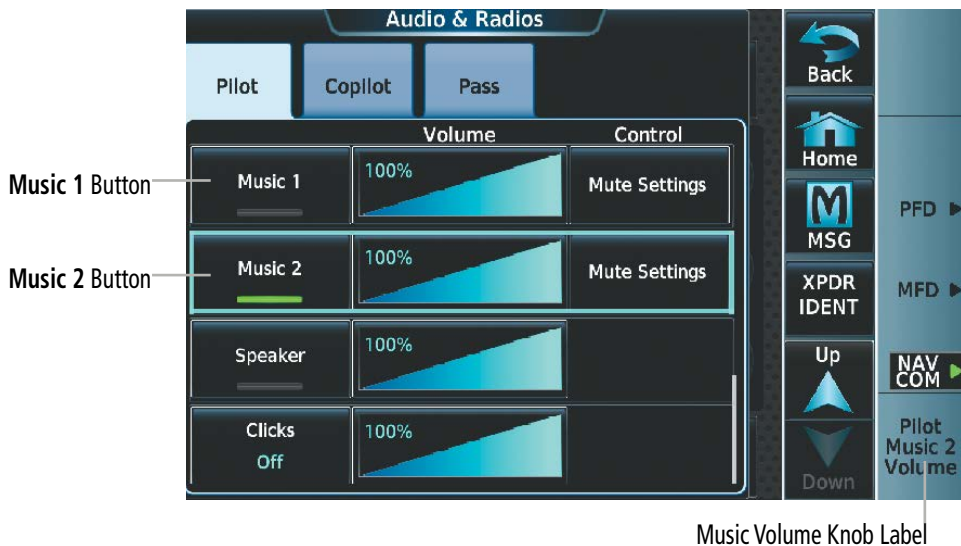 Audio & Radios
Pilot
Copilot
Pass
Volume
Control
Music 1
100%
Mute Settings
Music 2
100%
Mute Settings
Speaker
100%
Clicks
Off
100%
Back
Home
MSG
XPDR
IDENT
Up
Down
PFD
MFD
NAV
COM
Pilot
Music 2
Volume
Music 1 Button
Music 2 Button
Music Volume Knob Label